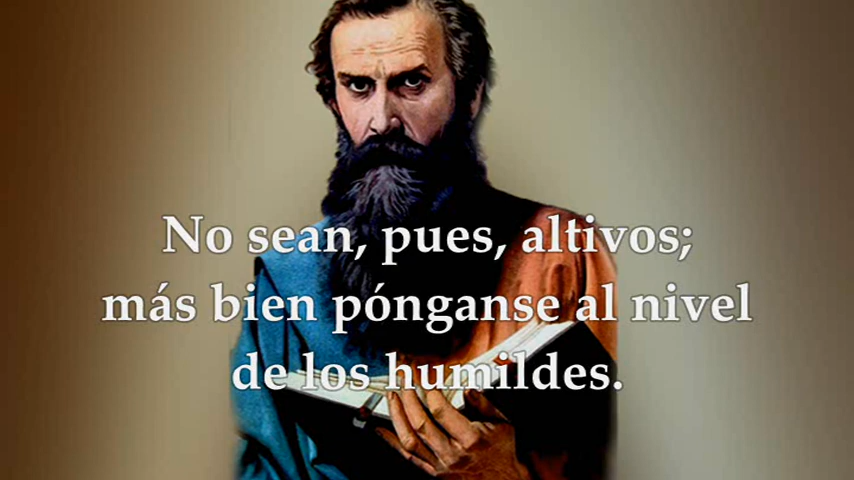 No sean, pues, altivos;
más bien pónganse al nivel
de los humildes.